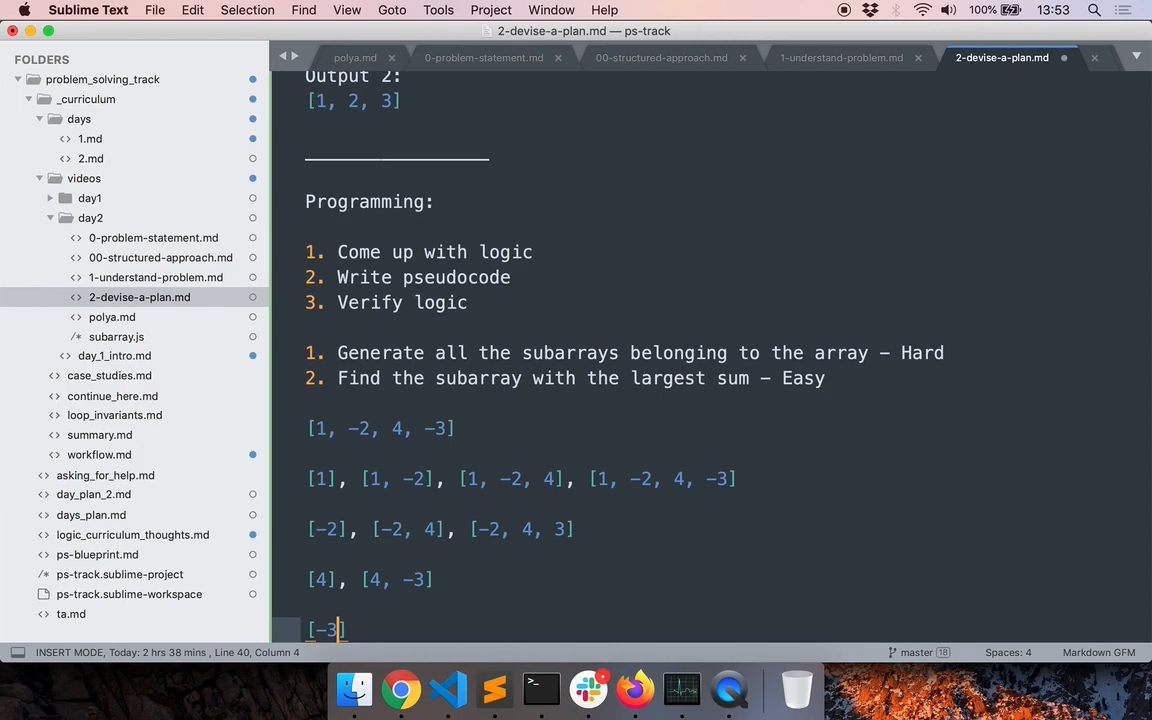 Sublime Text File Edit Selection Find View Goto Tools Project Window Help 100% 13:53
2-devise-a-plan.md — ps-track
FOLDERS
problem_solving_track
_curriculum
days
1.md
2.md
videos
day1
day2
0-problem-statement.md
00-structured-approach.md
1-understand-problem.md
2-devise-a-plan.md
polya.md
subarray.js
day_1_intro.md
case_studies.md
continue_here.md
loop_invariants.md
summary.md
workflow.md
asking_for_help.md
day_plan_2.md
days_plan.md
logic_curriculum_thoughts.md
ps-blueprint.md
ps-track.sublime-project
ps-track.sublime-workspace
ta.md
polya.md 0-problem-statement.md 00-structured-approach.md 1-understand-problem.md 2-devise-a-plan.md
Output 2:
[1, 2, 3]
_________________
Programming:
1. Come up with logic
2. Write pseudocode
3. Verify logic
1. Generate all the subarrays belonging to the array - Hard
2. Find the subarray with the largest sum - Easy
[1, -2, 4, -3]
[1], [1, -2], [1, -2, 4], [1, -2, 4, -3]
[-2], [-2, 4], [-2, 4, 3]
[4], [4, -3]
[-3]
INSERT MODE, Today: 2 hrs 38 mins, Line 40, Column 4 master 18 Spaces: 4 Markdown GFM